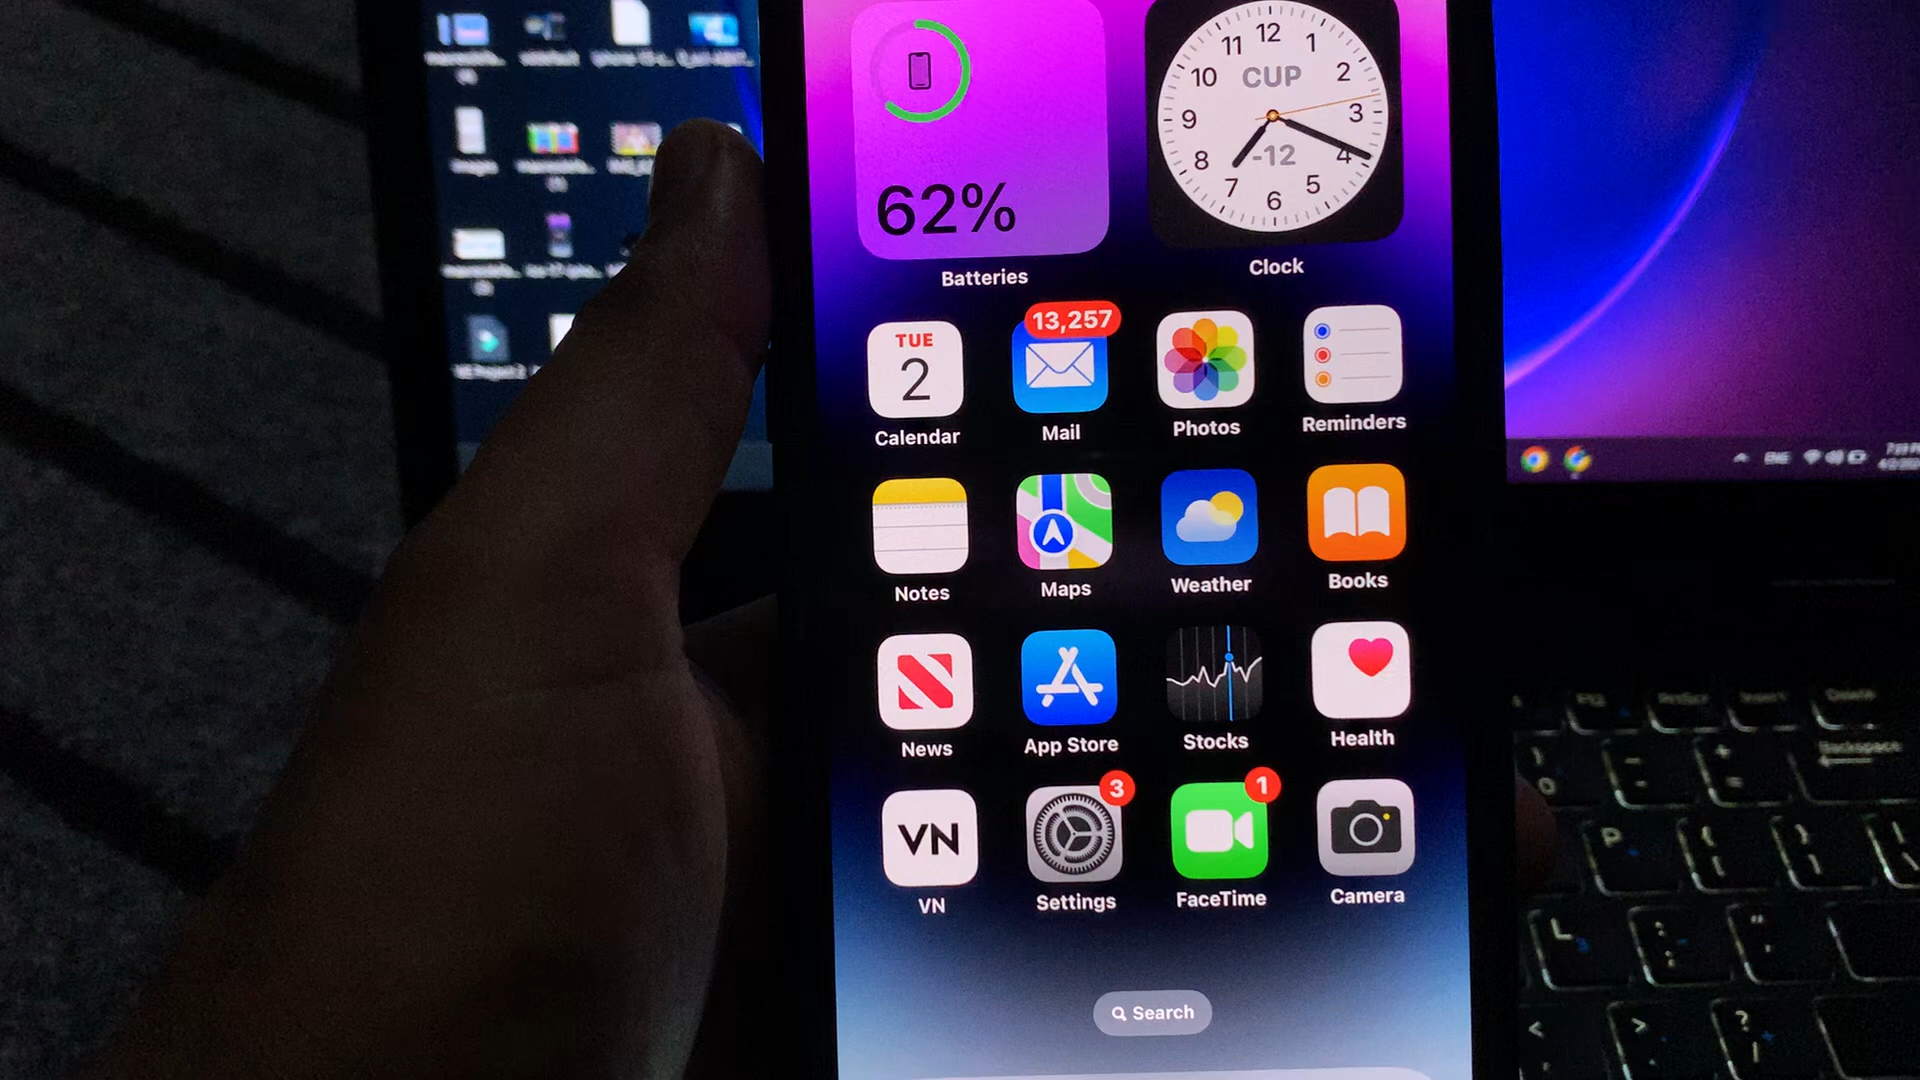 12
11 1
10 CUP 2
9 3
8 -12 4
7 5
6
62%
Batteries Clock
TUE
2
13,257
Calendar Mail Photos Reminders
Notes Maps Weather Books
News App Store Stocks Health
VN
3
1
VN Settings FaceTime Camera
Search
ENG
Backspace
P
L